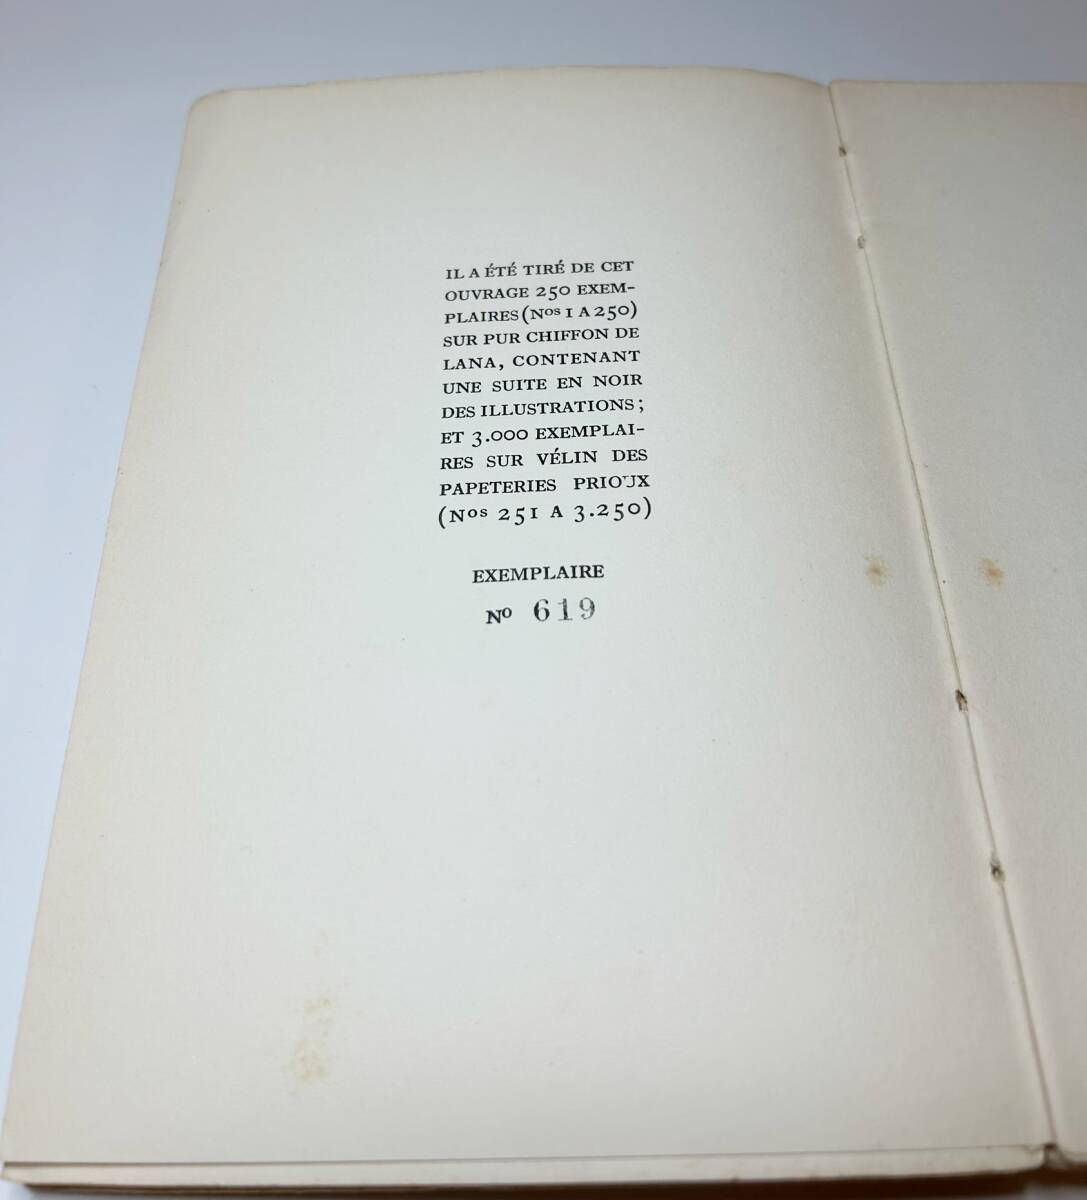 IL A ÉTÉ TIRÉ DE CET
OUVRAGE 250 EXEM-
PLAIRES (Nos 1 A 250)
SUR PUR CHIFFON DE
LANA, CONTENANT
UNE SUITE EN NOIR
DES ILLUSTRATIONS ;
ET 3.000 EXEMPLAI-
RES SUR VÉLIN DES
PAPETERIES PRIOUX
(Nos 251 A 3.250)
EXEMPLAIRE
No 619